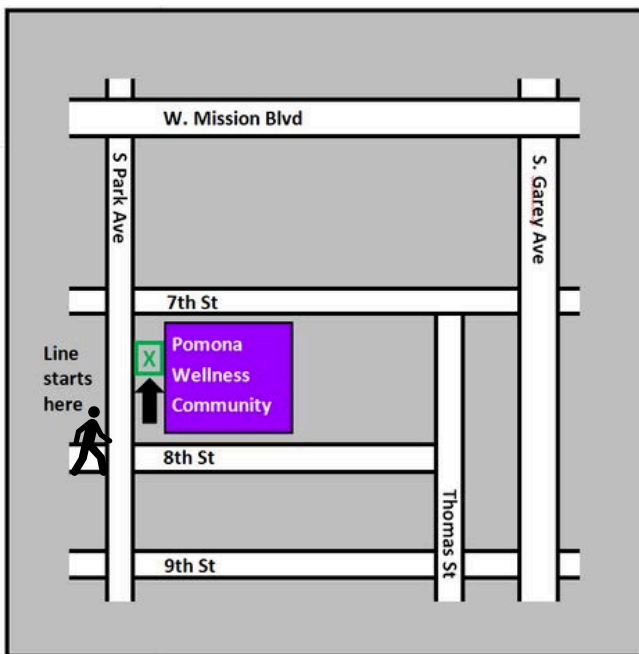 W. Mission Blvd
S Park Ave
S. Garey Ave
7th St
Line
starts
here
X
Pomona
Wellness
Community
8th St
Thomas St
9th St